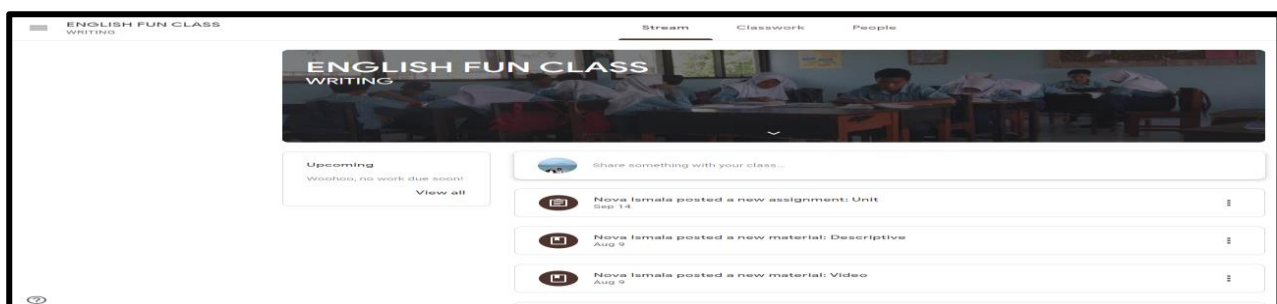 ENGLISH FUN CLASS
WRITING
Stream Classwork People
ENGLISH FUN CLASS
WRITING
Upcoming
Woohoo, no work due soon!
View all
Share something with your class...
Nova Ismala posted a new assignment: Unit
Sep 14
Nova Ismala posted a new material: Descriptive
Aug 9
Nova Ismala posted a new material: Video
Aug 9